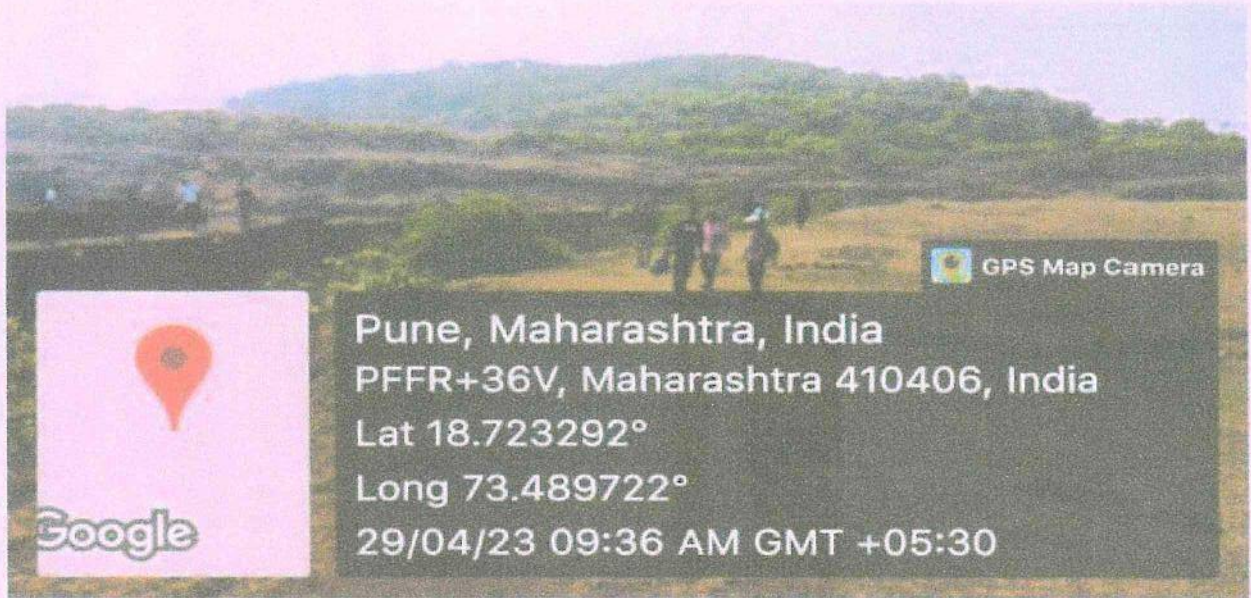 GPS Map Camera
Pune, Maharashtra, India
PFFR+36V, Maharashtra 410406, India
Lat 18.723292°
Long 73.489722°
29/04/23 09:36 AM GMT +05:30
Google